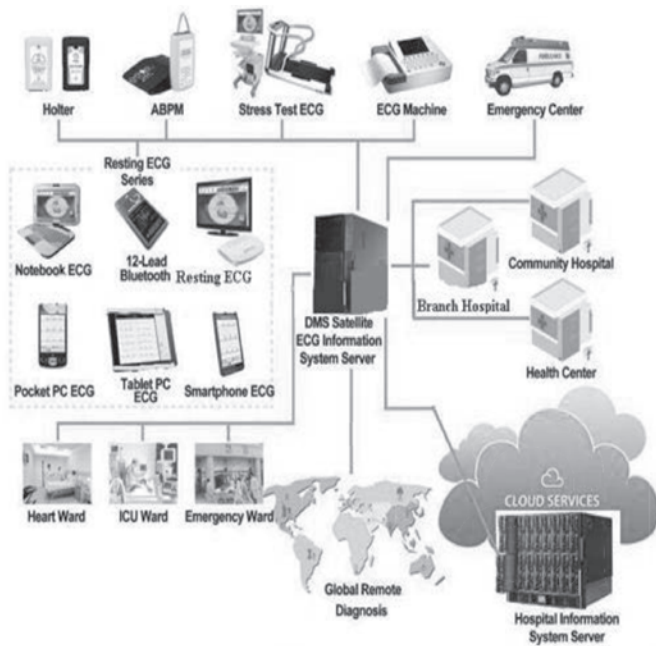 Holter
ABPM
Stress Test ECG
ECG Machine
Emergency Center
Resting ECG
Series
Notebook ECG
12-Lead
Bluetooth
Resting ECG
Pocket PC ECG
Tablet PC
ECG
Smartphone ECG
DMS Satellite
ECG Information
System Server
Branch Hospital
Community Hospital
Health Center
Heart Ward
ICU Ward
Emergency Ward
Global Remote
Diagnosis
CLOUD SERVICES
Hospital Information
System Server